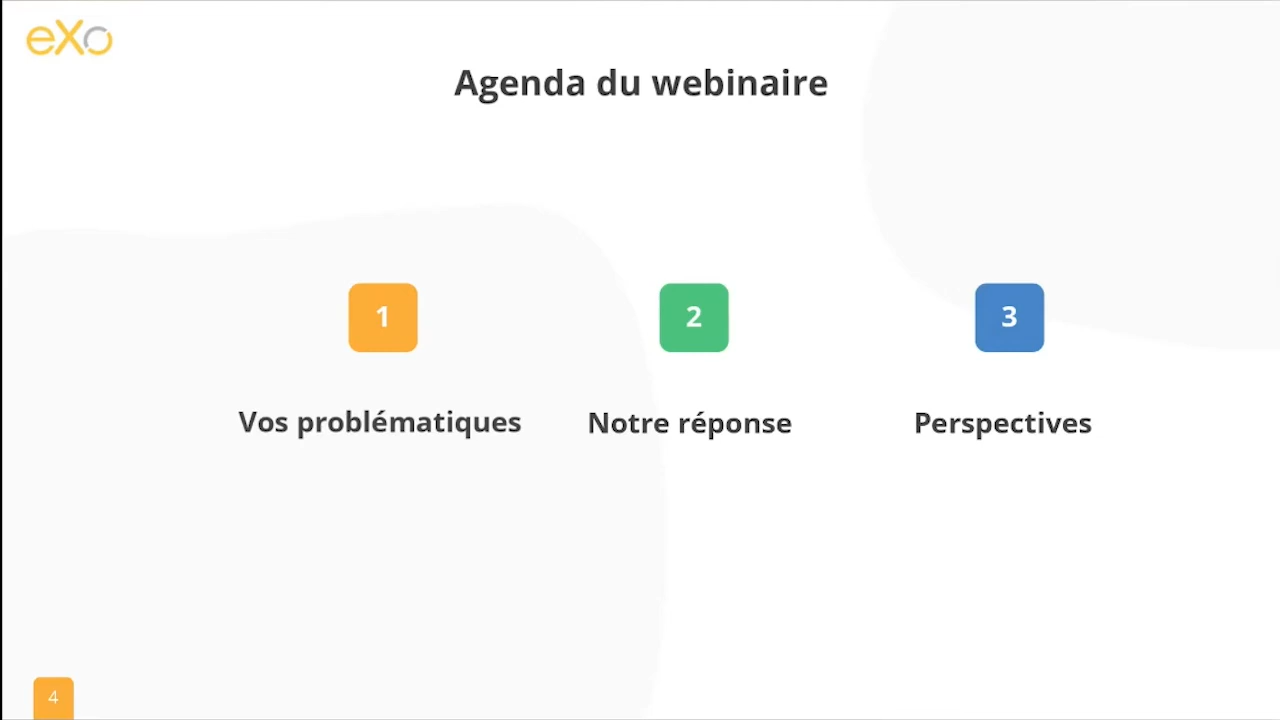 eXo
Agenda du webinaire
1
2
3
Vos problématiques
Notre réponse
Perspectives
4